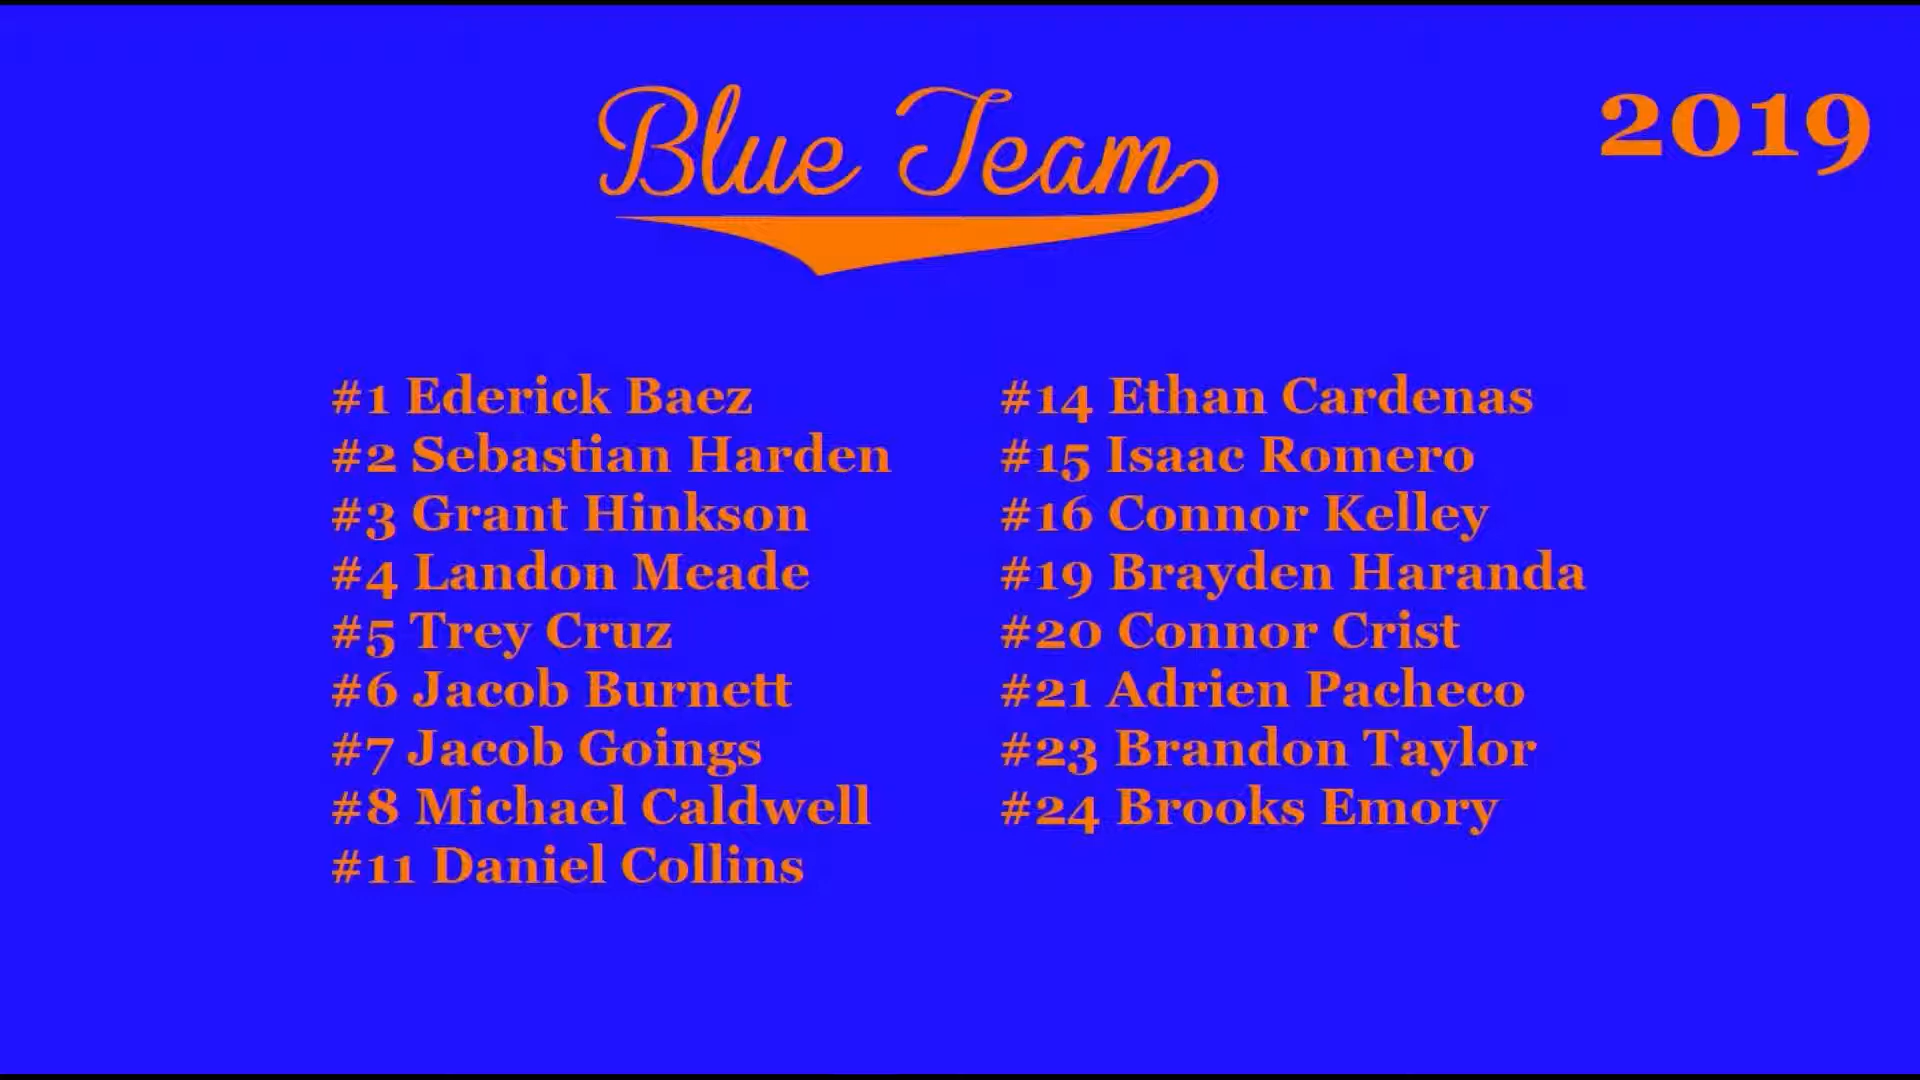 Blue Team
2019
#1 Ederick Baez
#2 Sebastian Harden
#3 Grant Hinkson
#4 Landon Meade
#5 Trey Cruz
#6 Jacob Burnett
#7 Jacob Goings
#8 Michael Caldwell
#11 Daniel Collins
#14 Ethan Cardenas
#15 Isaac Romero
#16 Connor Kelley
#19 Brayden Haranda
#20 Connor Crist
#21 Adrien Pacheco
#23 Brandon Taylor
#24 Brooks Emory